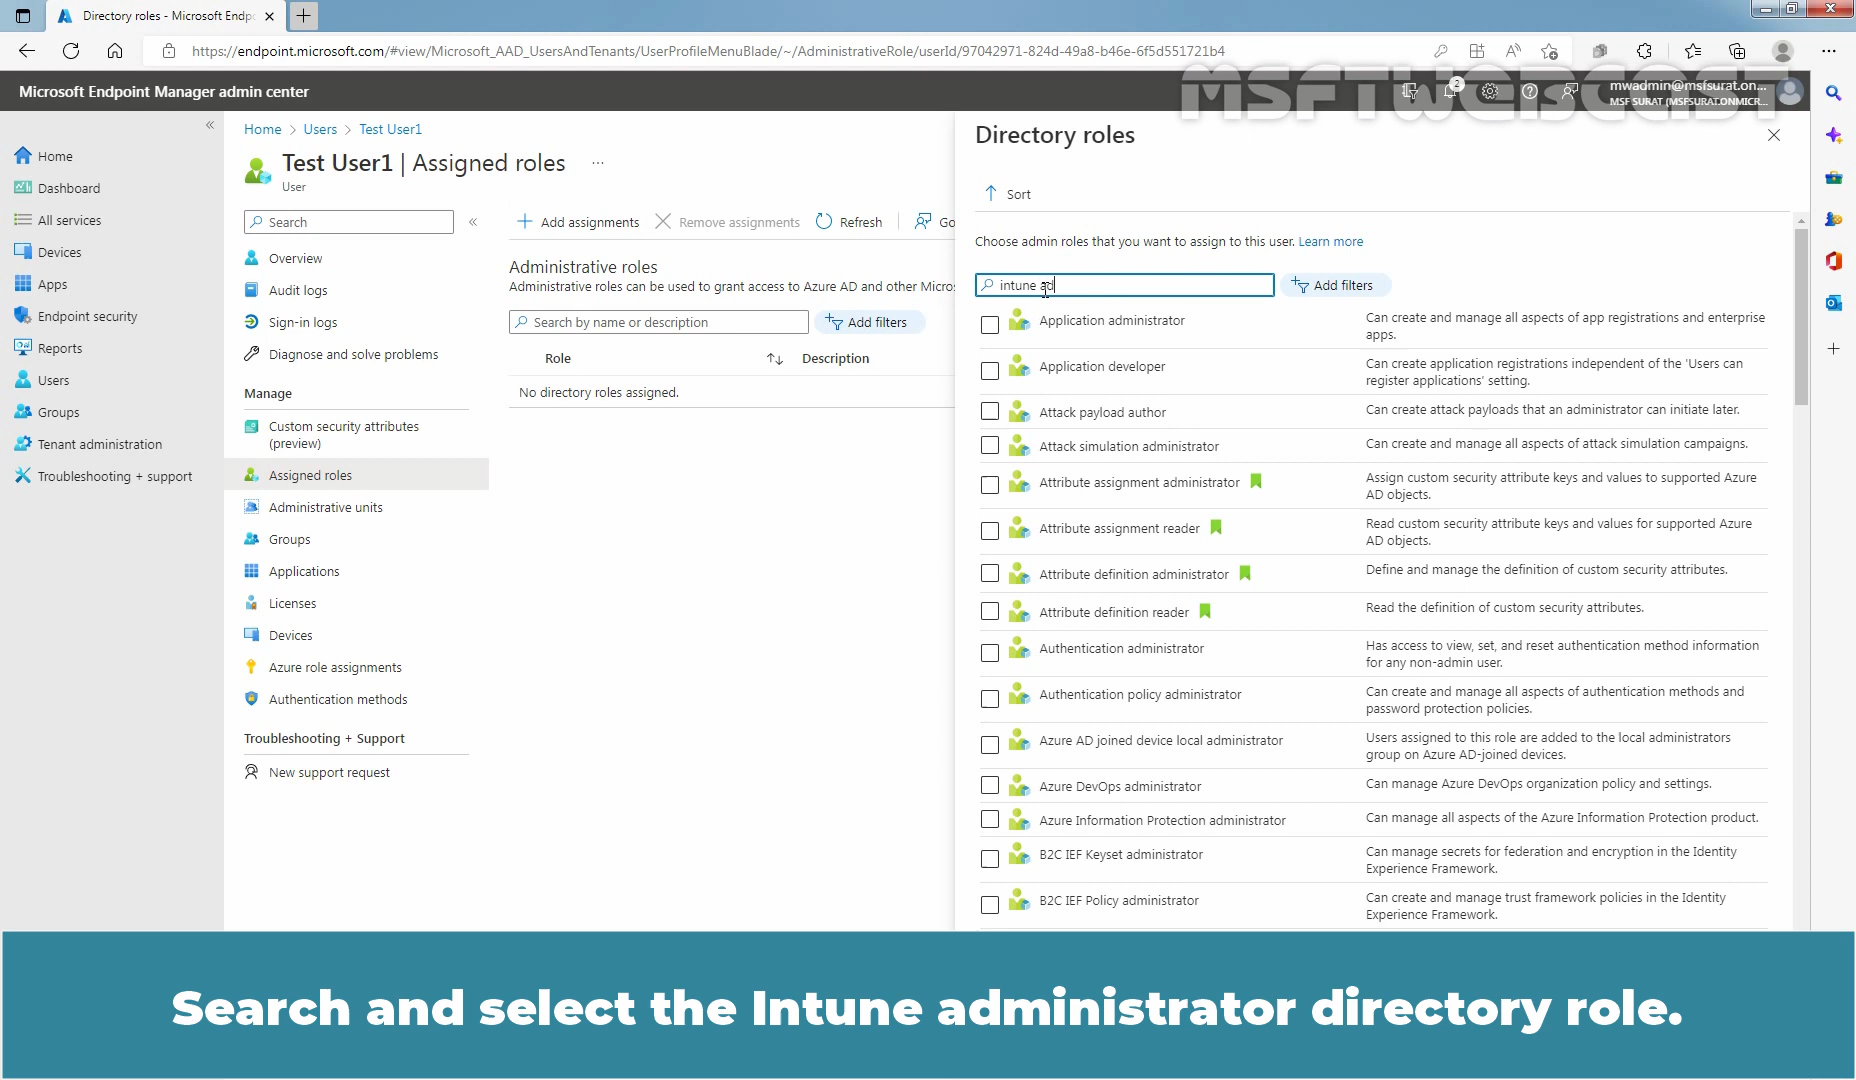 Directory roles - Microsoft Endpo
https://endpoint.microsoft.com/#view/Microsoft_AAD_UsersAndTenants/UserProfileMenuBlade/~/AdministrativeRole/userId/97042971-824d-49a8-b46e-6f5d551721b4
MSFTWEBCAST
Microsoft Endpoint Manager admin center
2
mwadmin@msfsurat.on...
MSF SURAT (MSFSURAT.ONMICR...
Home
Dashboard
All services
Devices
Apps
Endpoint security
Reports
Users
Groups
Tenant administration
Troubleshooting + support
Home > Users > Test User1
Test User1 | Assigned roles ...
User
Search
Overview
Audit logs
Sign-in logs
Diagnose and solve problems
Manage
Custom security attributes
(preview)
Assigned roles
Administrative units
Groups
Applications
Licenses
Devices
Azure role assignments
Authentication methods
Troubleshooting + Support
New support request
Add assignments Remove assignments Refresh Go
Administrative roles
Administrative roles can be used to grant access to Azure AD and other Micros
Search by name or description Add filters
Role Description
No directory roles assigned.
Directory roles
Sort
Choose admin roles that you want to assign to this user. Learn more
intune ad Add filters
Application administrator
Can create and manage all aspects of app registrations and enterprise
apps.
Application developer
Can create application registrations independent of the 'Users can
register applications' setting.
Attack payload author
Can create attack payloads that an administrator can initiate later.
Attack simulation administrator
Can create and manage all aspects of attack simulation campaigns.
Attribute assignment administrator
Assign custom security attribute keys and values to supported Azure
AD objects.
Attribute assignment reader
Read custom security attribute keys and values for supported Azure
AD objects.
Attribute definition administrator
Define and manage the definition of custom security attributes.
Attribute definition reader
Read the definition of custom security attributes.
Authentication administrator
Has access to view, set, and reset authentication method information
for any non-admin user.
Authentication policy administrator
Can create and manage all aspects of authentication methods and
password protection policies.
Azure AD joined device local administrator
Users assigned to this role are added to the local administrators
group on Azure AD-joined devices.
Azure DevOps administrator
Can manage Azure DevOps organization policy and settings.
Azure Information Protection administrator
Can manage all aspects of the Azure Information Protection product.
B2C IEF Keyset administrator
Can manage secrets for federation and encryption in the Identity
Experience Framework.
B2C IEF Policy administrator
Can create and manage trust framework policies in the Identity
Experience Framework.
Search and select the Intune administrator directory role.